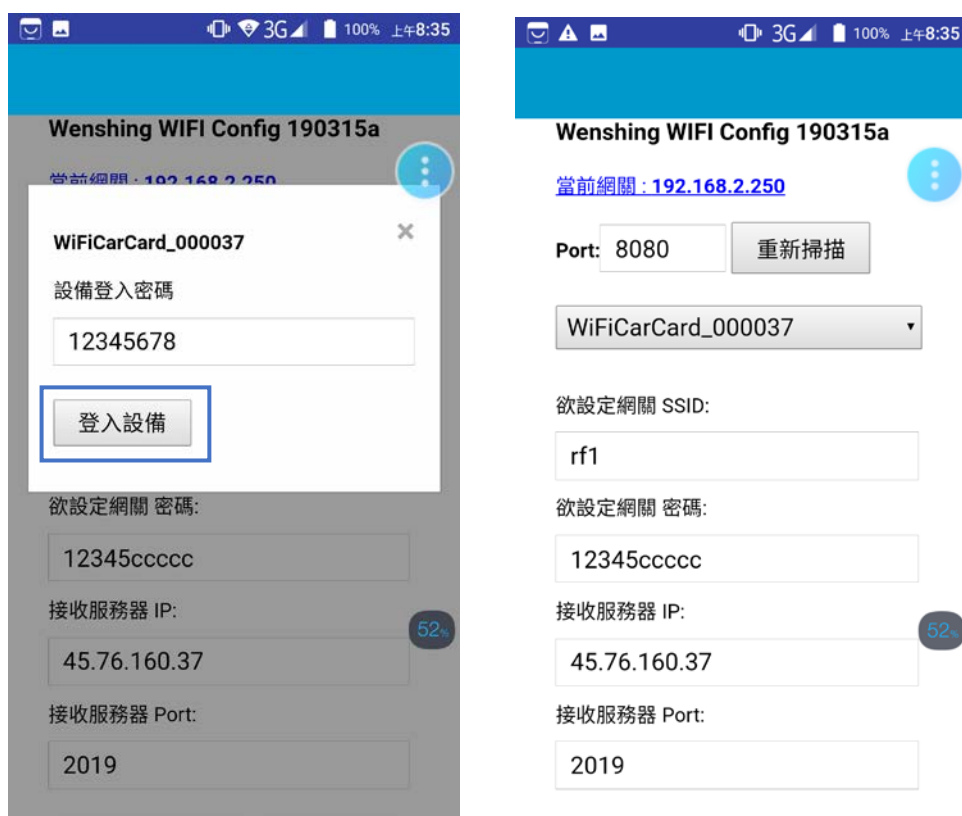 3G 100% 上午8:35
Wenshing WIFI Config 190315a
當前網關 : 192.168.2.250
WiFiCarCard_000037 ×
設備登入密碼
12345678
登入設備
欲設定網關 密碼:
12345ccccc
接收服務器 IP:
52%
45.76.160.37
接收服務器 Port:
2019
3G 100% 上午8:35
Wenshing WIFI Config 190315a
當前網關 : 192.168.2.250
Port: 8080 重新掃描
WiFiCarCard_000037
欲設定網關 SSID:
rf1
欲設定網關 密碼:
12345ccccc
接收服務器 IP:
52%
45.76.160.37
接收服務器 Port:
2019